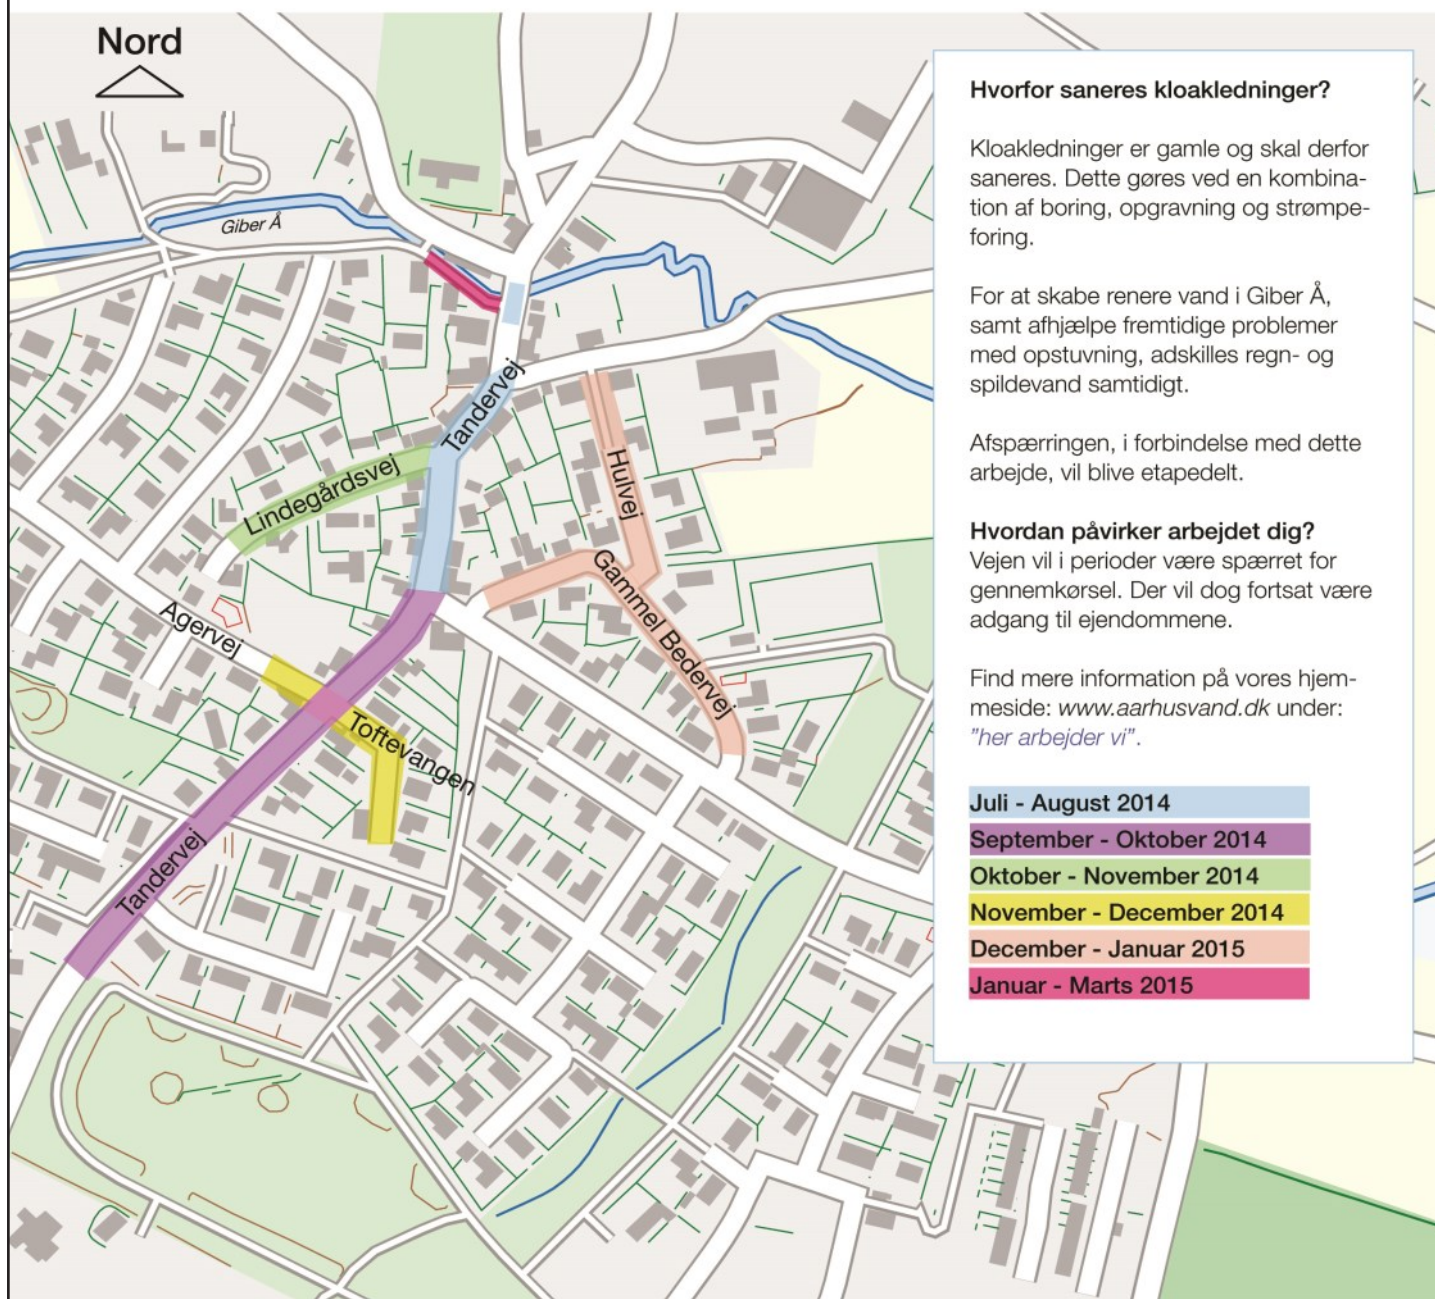 Nord
Giber Å
Tandervej
Lindegårdsvej
Hulvej
Gammel Bedervej
Agervej
Toftevangen
Tandervej
Hvorfor saneres kloakledninger?
Kloakledninger er gamle og skal derfor
saneres. Dette gøres ved en kombina-
tion af boring, opgravning og strømpe-
foring.
For at skabe renere vand i Giber Å,
samt afhjælpe fremtidige problemer
med opstuvning, adskilles regn- og
spildevand samtidigt.
Afspærringen, i forbindelse med dette
arbejde, vil blive etapedelt.
Hvordan påvirker arbejdet dig?
Vejen vil i perioder være spærret for
gennemkørsel. Der vil dog fortsat være
adgang til ejendommene.
Find mere information på vores hjem-
meside: www.aarhusvand.dk under:
”her arbejder vi”.
Juli - August 2014
September - Oktober 2014
Oktober - November 2014
November - December 2014
December - Januar 2015
Januar - Marts 2015